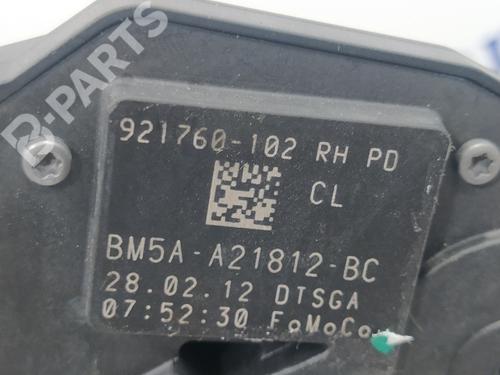 B-PARTS
921760-102 RH PD
CL
BM5A-A21812-BC
28.02.12 DTSGA
07:52:30 FoMoCo